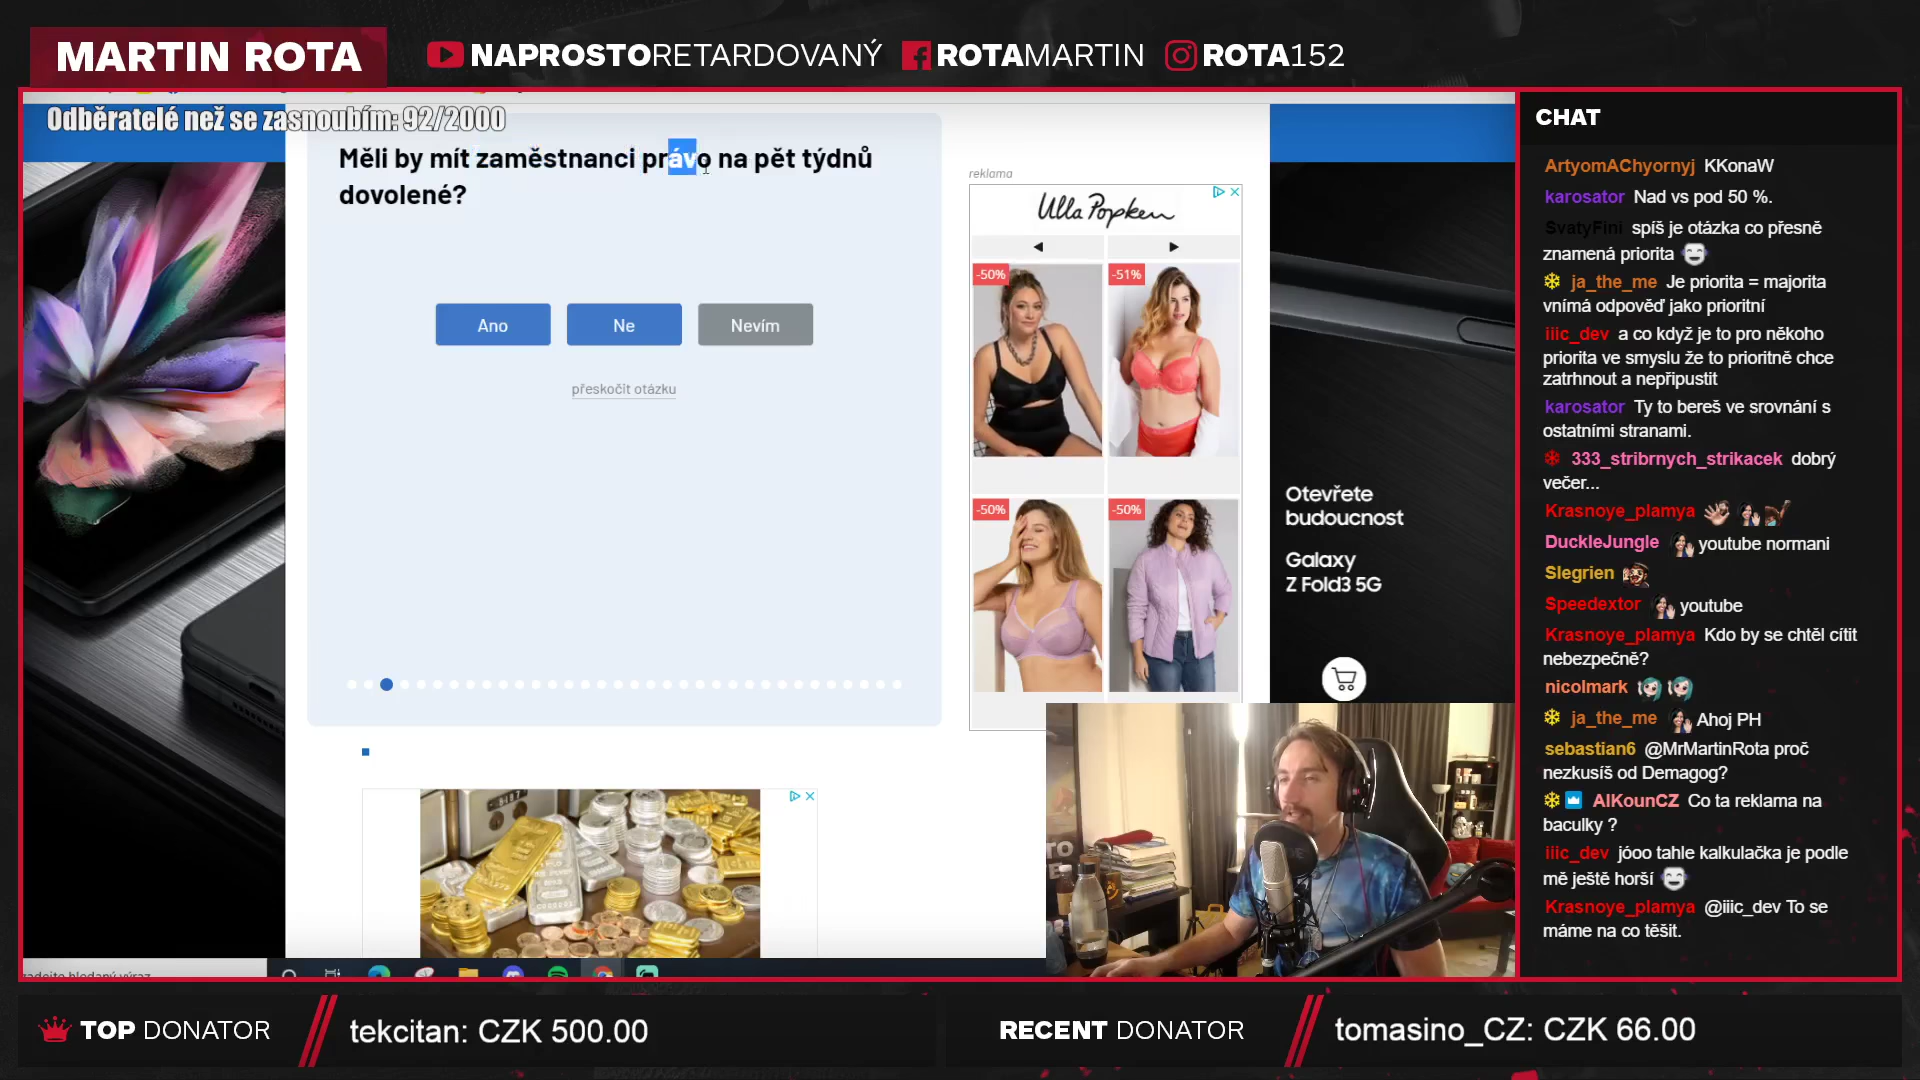 MARTIN ROTA
NAPROSTORETARDOVANÝ
ROTAMARTIN
ROTA152
Odběratelé než se zasnoubím: 92/2000
Měli by mít zaměstnanci právo na pět týdnů
dovolené?
Ano
Ne
Nevím
přeskočit otázku
reklama
Ulla Popken
-50%
-51%
-50%
-50%
Otevřete
budoucnost
Galaxy
Z Fold3 5G
CHAT
ArtyomAChyornyj KKonaW
karosator Nad vs pod 50 %.
SvatyFini spíš je otázka co přesně
znamená priorita
ja_the_me Je priorita = majorita
vnímá odpověď jako prioritní
iiic_dev a co když je to pro někoho
priorita ve smyslu že to prioritně chce
zatrhnout a nepřipustit
karosator Ty to bereš ve srovnání s
ostatními stranami.
333_stribrnych_strikacek dobrý
večer...
Krasnoye_plamya
DuckleJungle youtube normani
Slegrien
Speedextor youtube
Krasnoye_plamya Kdo by se chtěl cítit
nebezpečně?
nicolmark
ja_the_me Ahoj PH
sebastian6 @MrMartinRota proč
nezkusíš od Demagog?
AlKounCZ Co ta reklama na
baculky ?
iiic_dev jóoo tahle kalkulačka je podle
mě ještě horší
Krasnoye_plamya @iiic_dev To se
máme na co těšit.
TOP DONATOR
tekcitan: CZK 500.00
RECENT DONATOR
tomasino_CZ: CZK 66.00